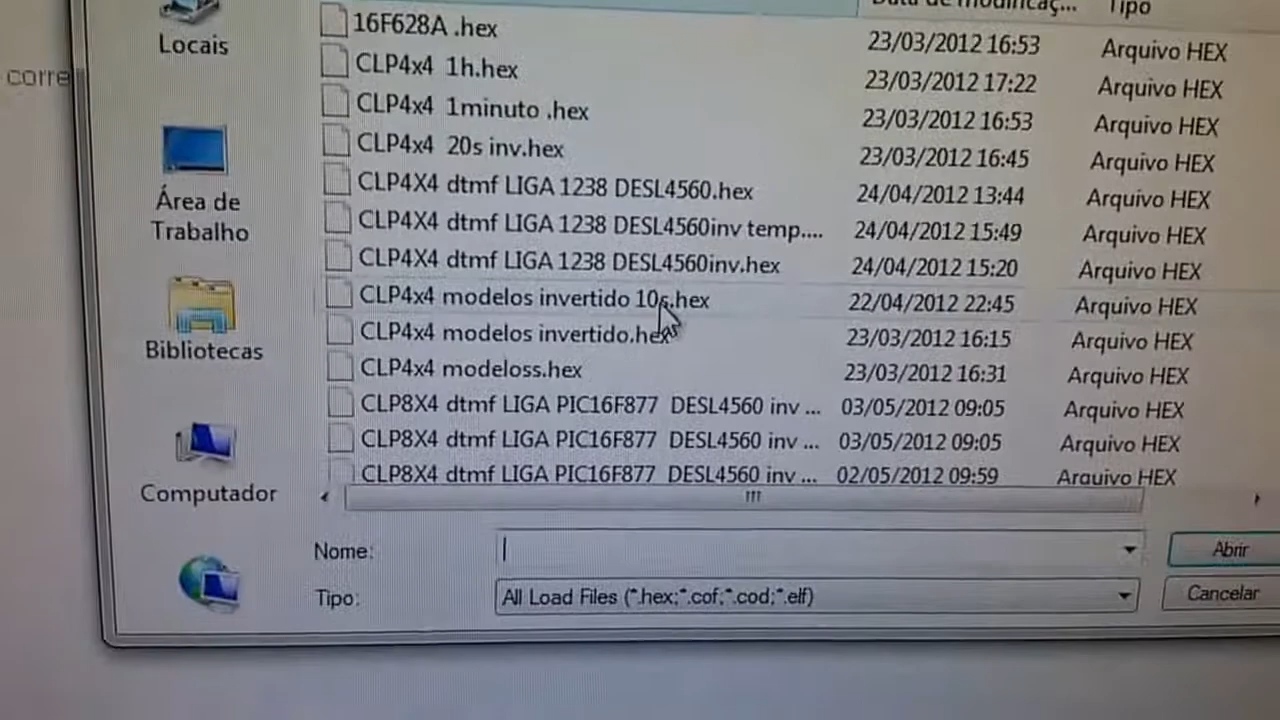 Data de modificaç... Tipo
Locais
corre
16F628A .hex 23/03/2012 16:53 Arquivo HEX
CLP4x4 1h.hex 23/03/2012 17:22 Arquivo HEX
CLP4x4 1minuto .hex 23/03/2012 16:53 Arquivo HEX
CLP4x4 20s inv.hex 23/03/2012 16:45 Arquivo HEX
CLP4X4 dtmf LIGA 1238 DESL4560.hex 24/04/2012 13:44 Arquivo HEX
CLP4X4 dtmf LIGA 1238 DESL4560inv temp.... 24/04/2012 15:49 Arquivo HEX
CLP4X4 dtmf LIGA 1238 DESL4560inv.hex 24/04/2012 15:20 Arquivo HEX
CLP4x4 modelos invertido 10s.hex 22/04/2012 22:45 Arquivo HEX
CLP4x4 modelos invertido.hex 23/03/2012 16:15 Arquivo HEX
CLP4x4 modeloss.hex 23/03/2012 16:31 Arquivo HEX
CLP8X4 dtmf LIGA PIC16F877 DESL4560 inv ... 03/05/2012 09:05 Arquivo HEX
CLP8X4 dtmf LIGA PIC16F877 DESL4560 inv ... 03/05/2012 09:05 Arquivo HEX
CLP8X4 dtmf LIGA PIC16F877 DESL4560 inv ... 02/05/2012 09:59 Arquivo HEX
Área de
Trabalho
Bibliotecas
Computador
Nome: Abrir
Tipo: All Load Files (*.hex;*.cof;*.cod;*.elf) Cancelar